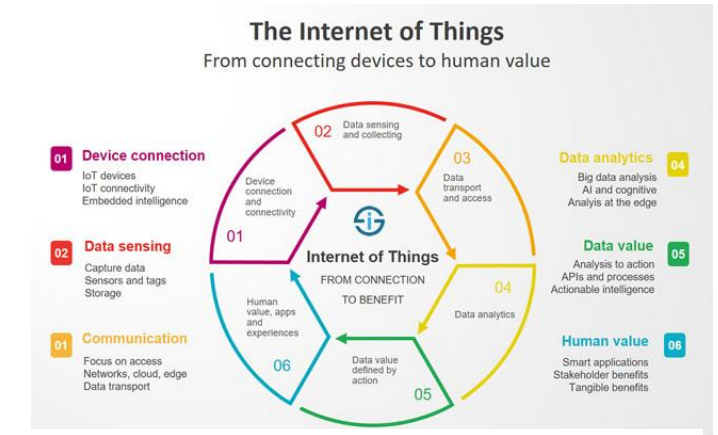 The Internet of Things
From connecting devices to human value
01 Device connection
IoT devices
IoT connectivity
Embedded intelligence
02 Data sensing
Capture data
Sensors and tags
Storage
01 Communication
Focus on access
Networks, cloud, edge
Data transport
02 Data sensing
and collecting
03
Data
transport
and access
Device
connection
and
connectivity
01
Internet of Things
FROM CONNECTION
TO BENEFIT
04
Data analytics
Human
value, apps
and
experiences
06
Data value
defined by
action
05
Data analytics 04
Big data analysis
AI and cognitive
Analyis at the edge
Data value 05
Analysis to action
APIs and processes
Actionable intelligence
Human value 06
Smart applications
Stakeholder benefits
Tangible benefits